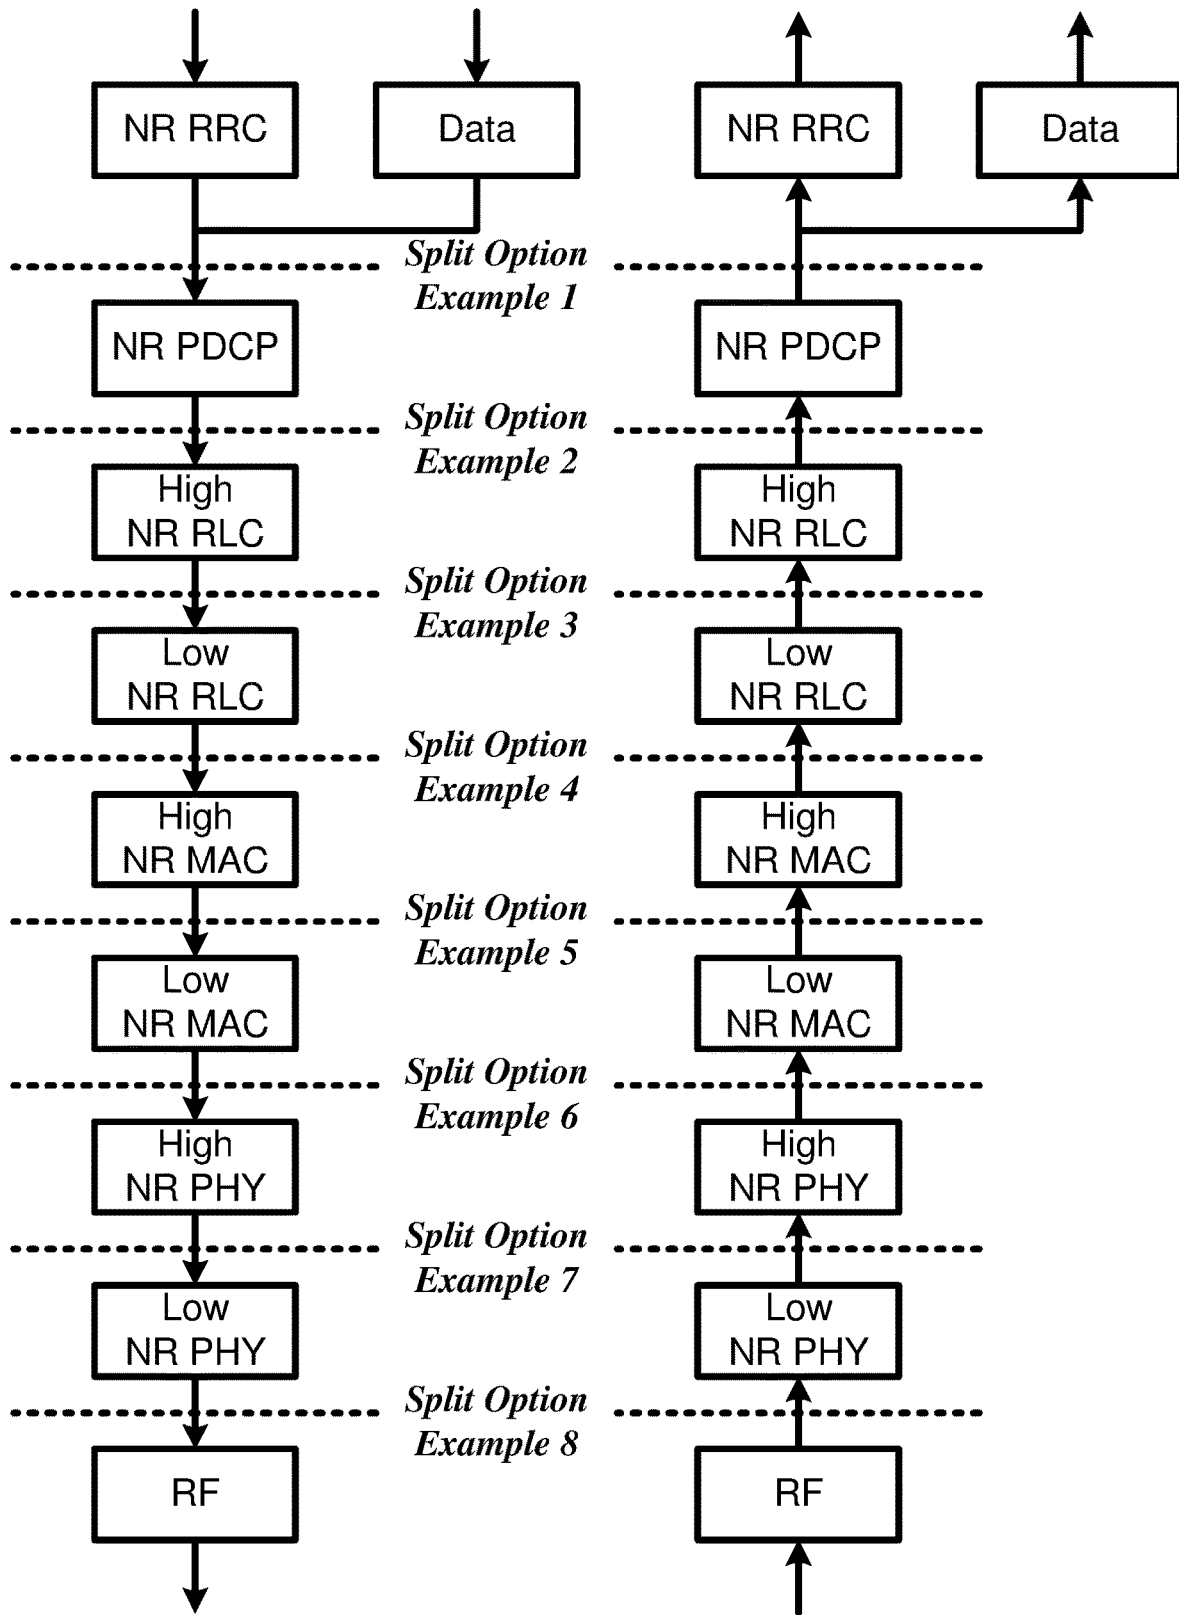 NR RRC
Data
NR RRC
Data
Split Option
Example 1
NR PDCP
NR PDCP
Split Option
Example 2
High
NR RLC
High
NR RLC
Split Option
Example 3
Low
NR RLC
Low
NR RLC
Split Option
Example 4
High
NR MAC
High
NR MAC
Split Option
Example 5
Low
NR MAC
Low
NR MAC
Split Option
Example 6
High
NR PHY
High
NR PHY
Split Option
Example 7
Low
NR PHY
Low
NR PHY
Split Option
Example 8
RF
RF